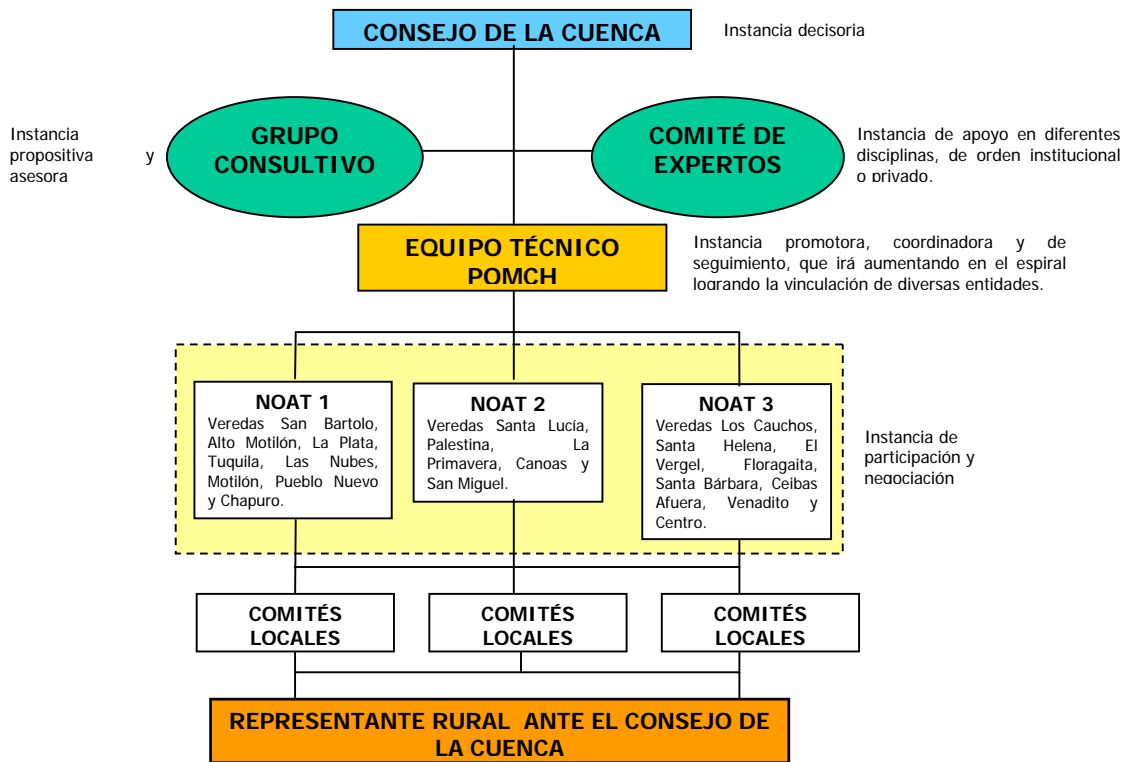 CONSEJO DE LA CUENCA
Instancia decisoria
Instancia
propositiva y
asesora
GRUPO
CONSULTIVO
COMITÉ DE
EXPERTOS
Instancia de apoyo en diferentes
disciplinas, de orden institucional
o privado.
EQUIPO TÉCNICO
POMCH
Instancia promotora, coordinadora y de
seguimiento, que irá aumentando en el espiral
logrando la vinculación de diversas entidades.
NOAT 1
Veredas San Bartolo,
Alto Motilón, La Plata,
Tuquila, Las Nubes,
Motilón, Pueblo Nuevo
y Chapuro.
NOAT 2
Veredas Santa Lucía,
Palestina, La
Primavera, Canoas y
San Miguel.
NOAT 3
Veredas Los Cauchos,
Santa Helena, El
Vergel, Floragaita,
Santa Bárbara, Ceibas
Afuera, Venadito y
Centro.
Instancia de
participación y
negociación
COMITÉS
LOCALES
COMITÉS
LOCALES
COMITÉS
LOCALES
REPRESENTANTE RURAL ANTE EL CONSEJO DE
LA CUENCA